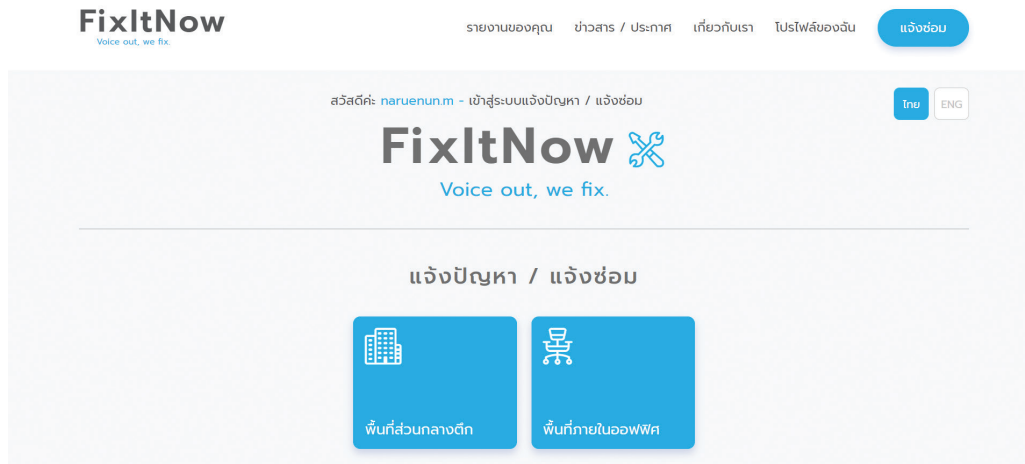 FixItNow
Voice out, we fix.
รายงานของคุณ ข่าวสาร / ประกาศ เกี่ยวกับเรา โปรไฟล์ของฉัน แจ้งซ่อม
สวัสดีค่ะ naruenun.m - เข้าสู่ระบบแจ้งปัญหา / แจ้งซ่อม
ไทย ENG
FixItNow
Voice out, we fix.
แจ้งปัญหา / แจ้งซ่อม
พื้นที่ส่วนกลางตึก
พื้นที่ภายในออฟฟิศ